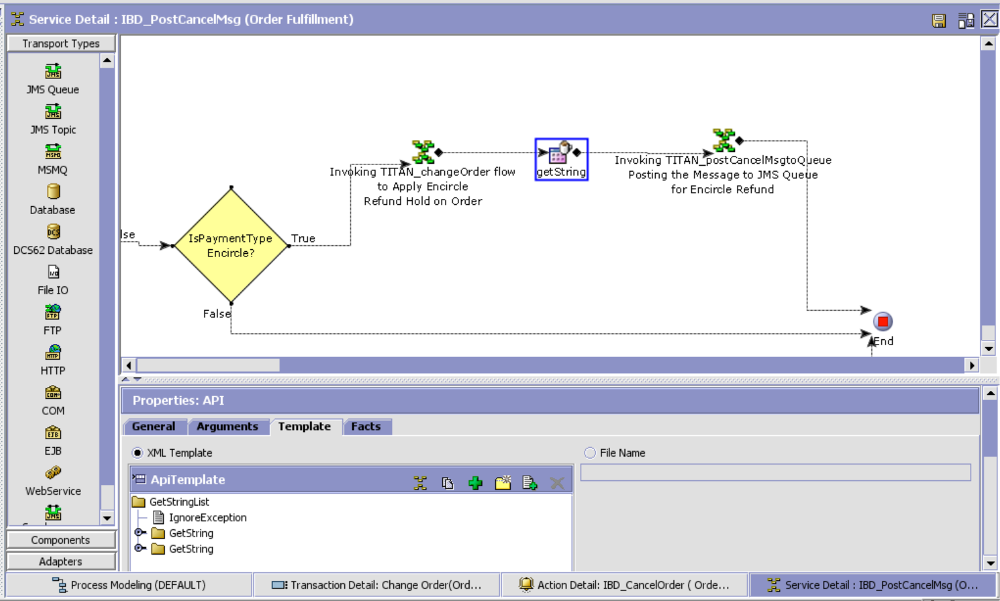 Service Detail : IBD_PostCancelMsg (Order Fulfillment)
Transport Types
JMS Queue
JMS Topic
MSMQ
Database
DCS62 Database
File IO
FTP
HTTP
COM
EJB
WebService
Components
Adapters
lse
IsPaymentType
Encircle?
True
False
Invoking TITAN_changeOrder flow
to Apply Encircle
Refund Hold on Order
getString
Invoking TITAN_postCancelMsgtoQueue
Posting the Message to JMS Queue
for Encircle Refund
End
Properties: API
General Arguments Template Facts
XML Template
File Name
ApiTemplate
GetStringList
IgnoreException
GetString
GetString
Process Modeling (DEFAULT)
Transaction Detail: Change Order(Ord...
Action Detail: IBD_CancelOrder ( Orde...
Service Detail : IBD_PostCancelMsg (O...